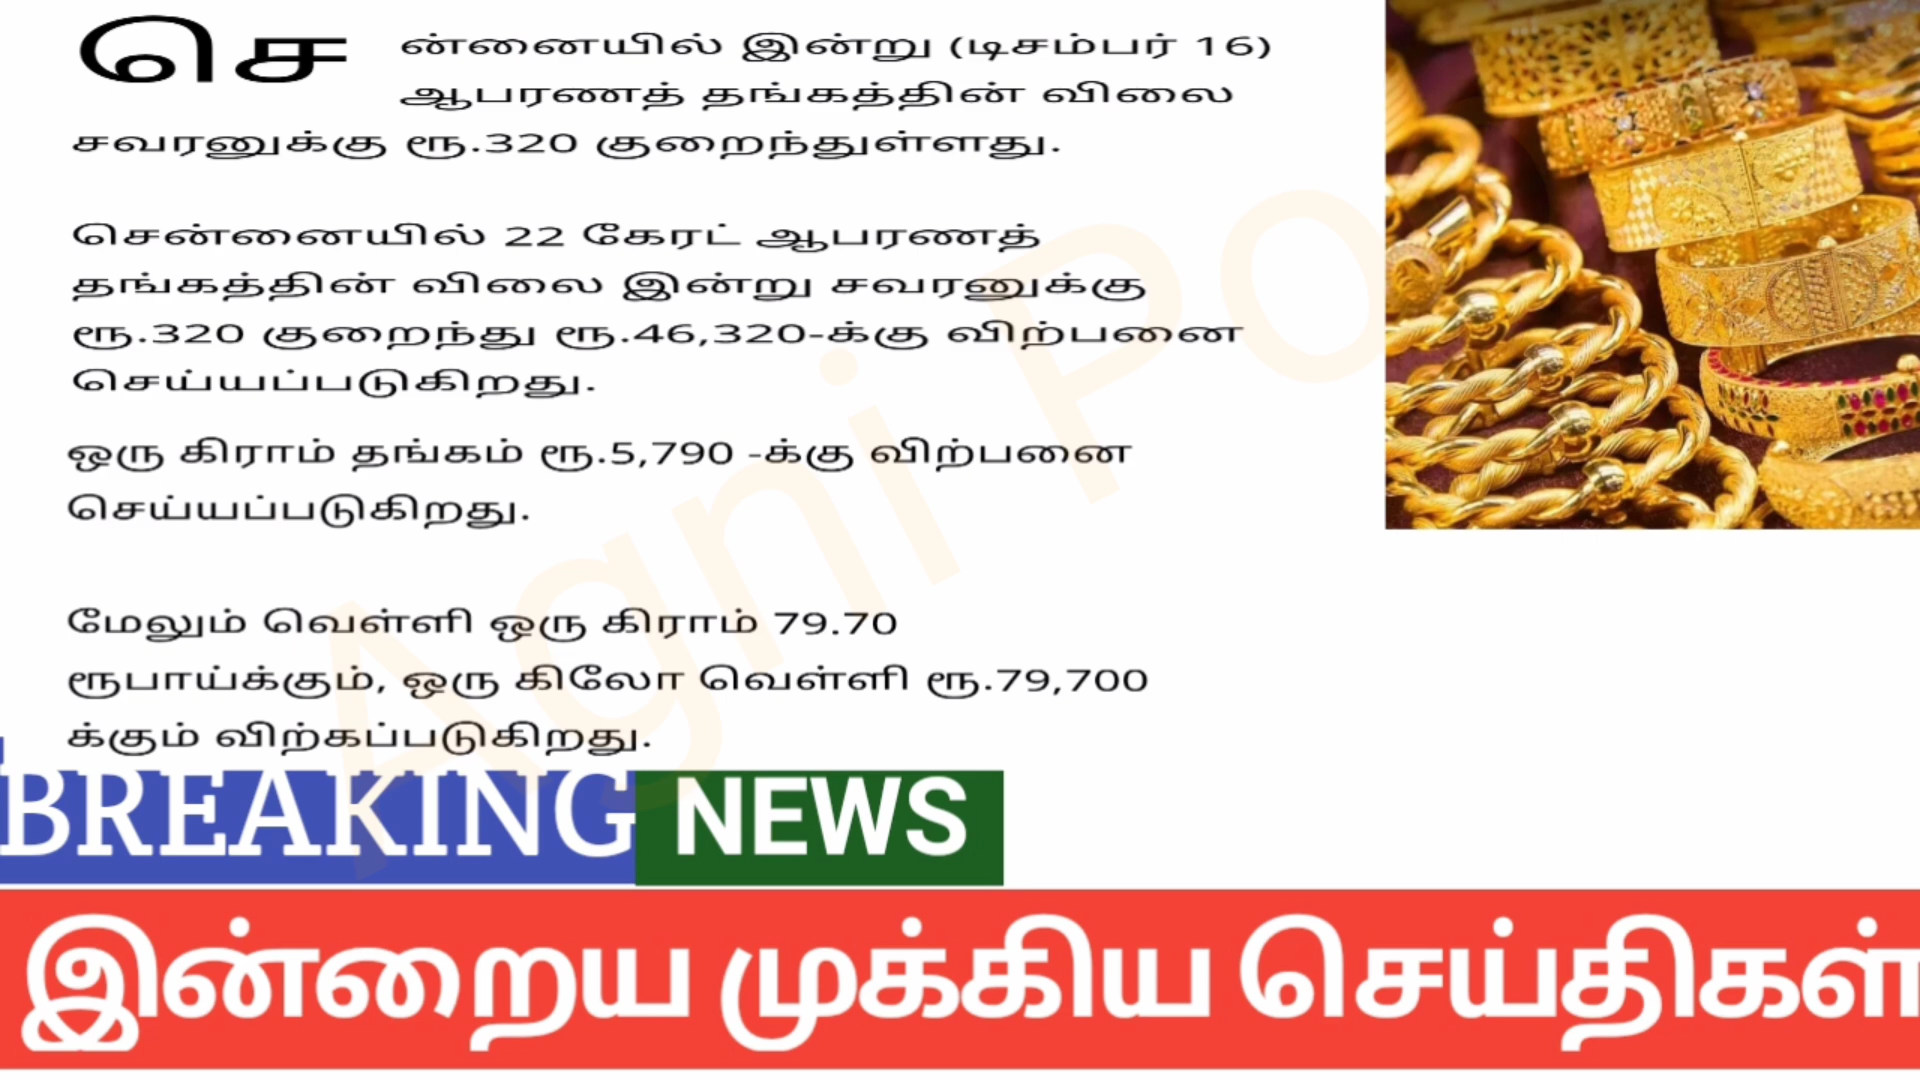 சென்னையில் இன்று (டிசம்பர் 16)
ஆபரணத் தங்கத்தின் விலை
சவரனுக்கு ரூ.320 குறைந்துள்ளது.
சென்னையில் 22 கேரட் ஆபரணத்
தங்கத்தின் விலை இன்று சவரனுக்கு
ரூ.320 குறைந்து ரூ.46,320-க்கு விற்பனை
செய்யப்படுகிறது.
ஒரு கிராம் தங்கம் ரூ.5,790 -க்கு விற்பனை
செய்யப்படுகிறது.
மேலும் வெள்ளி ஒரு கிராம் 79.70
ரூபாய்க்கும், ஒரு கிலோ வெள்ளி ரூ.79,700
க்கும் விற்கப்படுகிறது.
Agni Po
BREAKING NEWS
இன்றைய முக்கிய செய்திகள்